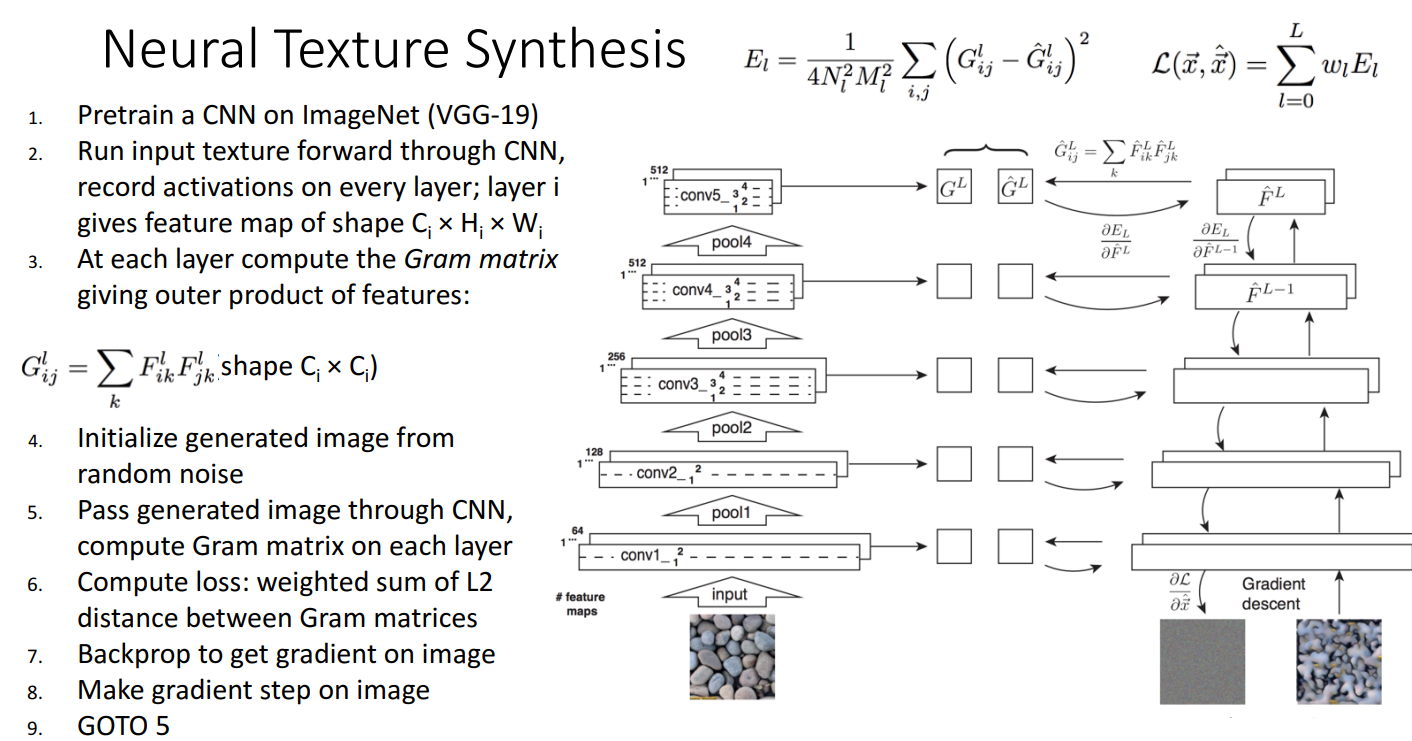 Neural Texture Synthesis
E_l = \frac{1}{4N_l^2 M_l^2} \sum_{i,j} \left( G_{ij}^l - \hat{G}_{ij}^l \right)^2
\mathcal{L}(\vec{x}, \hat{\vec{x}}) = \sum_{l=0}^{L} w_l E_l
1. Pretrain a CNN on ImageNet (VGG-19)
2. Run input texture forward through CNN,
record activations on every layer; layer i
gives feature map of shape C_i × H_i × W_i
3. At each layer compute the Gram matrix
giving outer product of features:
G_{ij}^l = \sum_k F_{ik}^l F_{jk}^l shape C_i × C_i)
4. Initialize generated image from
random noise
5. Pass generated image through CNN,
compute Gram matrix on each layer
6. Compute loss: weighted sum of L2
distance between Gram matrices
7. Backprop to get gradient on image
8. Make gradient step on image
9. GOTO 5
512
1...
conv5_ 1 2 3 4
G^L
\hat{G}^L
\hat{G}_{ij}^L = \sum_k \hat{F}_{ik}^L \hat{F}_{jk}^L
\hat{F}^L
pool4
\frac{\partial E_L}{\partial \hat{F}^L}
\frac{\partial E_L}{\partial \hat{F}^{L-1}}
512
1...
conv4_ 1 2 3 4
\hat{F}^{L-1}
pool3
256
1...
conv3_ 1 2 3 4
pool2
128
1...
conv2_ 1 2
pool1
64
1...
conv1_ 1 2
# feature
maps
input
\frac{\partial \mathcal{L}}{\partial \hat{\vec{x}}}
Gradient
descent